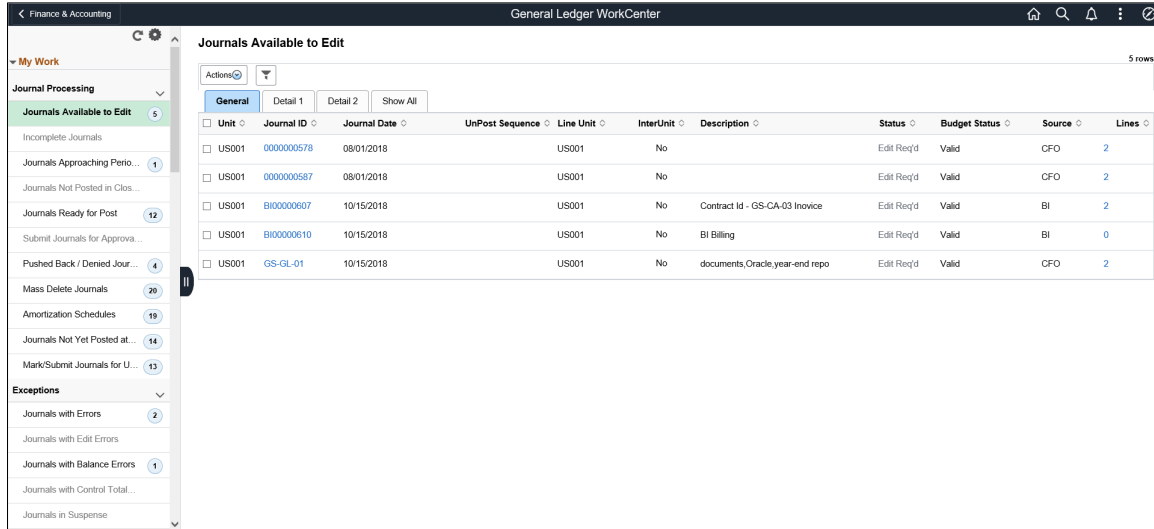 Finance & Accounting
General Ledger WorkCenter
My Work
Journal Processing
Journals Available to Edit 5
Incomplete Journals
Journals Approaching Perio... 1
Journals Not Posted in Clos...
Journals Ready for Post 12
Submit Journals for Approva...
Pushed Back / Denied Jour... 4
Mass Delete Journals 20
Amortization Schedules 19
Journals Not Yet Posted at... 14
Mark/Submit Journals for U... 13
Exceptions
Journals with Errors 2
Journals with Edit Errors
Journals with Balance Errors 1
Journals with Control Total...
Journals in Suspense
Journals Available to Edit
5 rows
Actions
General Detail 1 Detail 2 Show All
Unit Journal ID Journal Date UnPost Sequence Line Unit InterUnit Description Status Budget Status Source Lines
US001 0000000578 08/01/2018 US001 No Edit Req'd Valid CFO 2
US001 0000000587 08/01/2018 US001 No Edit Req'd Valid CFO 2
US001 BI00000607 10/15/2018 US001 No Contract Id - GS-CA-03 Inovice Edit Req'd Valid BI 2
US001 BI00000610 10/15/2018 US001 No BI Billing Edit Req'd Valid BI 0
US001 GS-GL-01 10/15/2018 US001 No documents,Oracle,year-end repo Edit Req'd Valid CFO 2